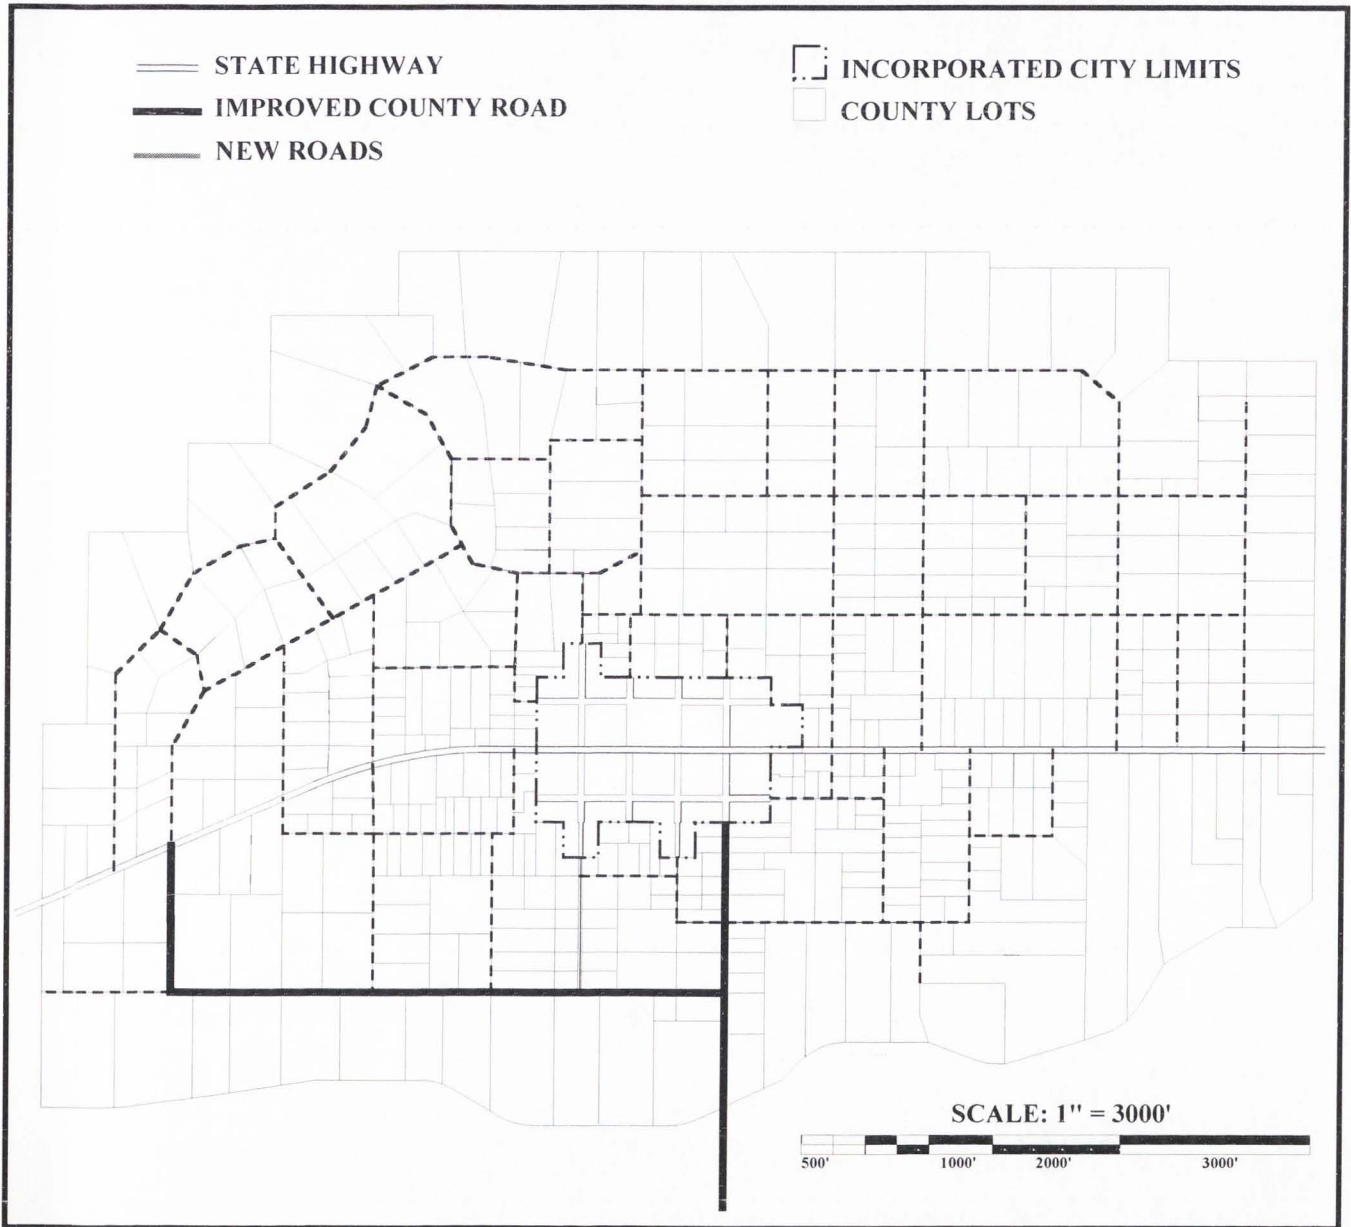 STATE HIGHWAY
IMPROVED COUNTY ROAD
NEW ROADS
INCORPORATED CITY LIMITS
COUNTY LOTS
SCALE: 1" = 3000'
500' 1000' 2000' 3000'